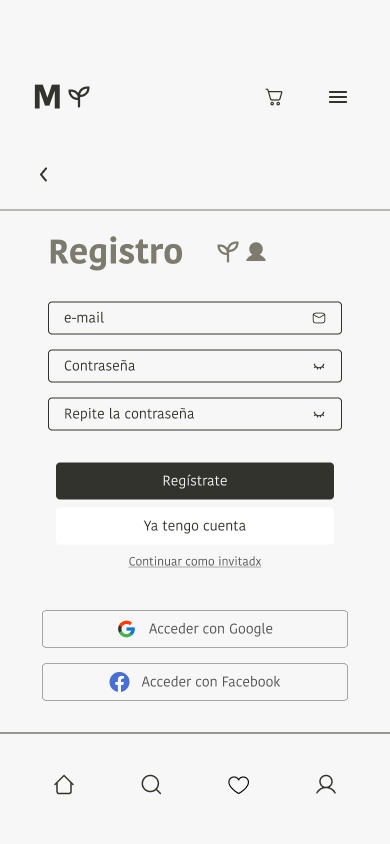 M
Registro
e-mail
Contraseña
Repite la contraseña
Regístrate
Ya tengo cuenta
Continuar como invitadx
Acceder con Google
Acceder con Facebook